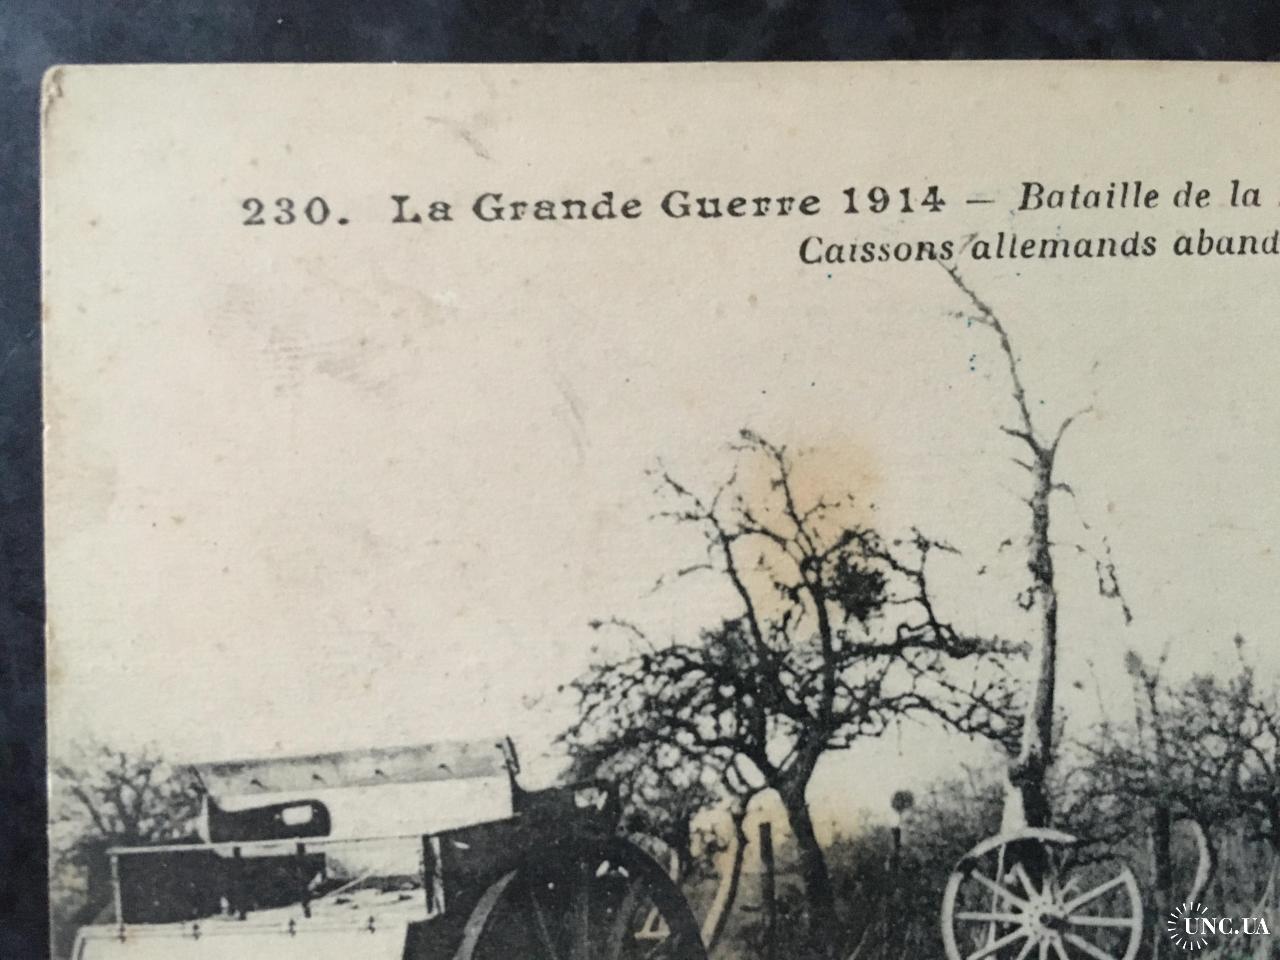 230. La Grande Guerre 1914 — Bataille de la
Caissons allemands aband
UNC.UA